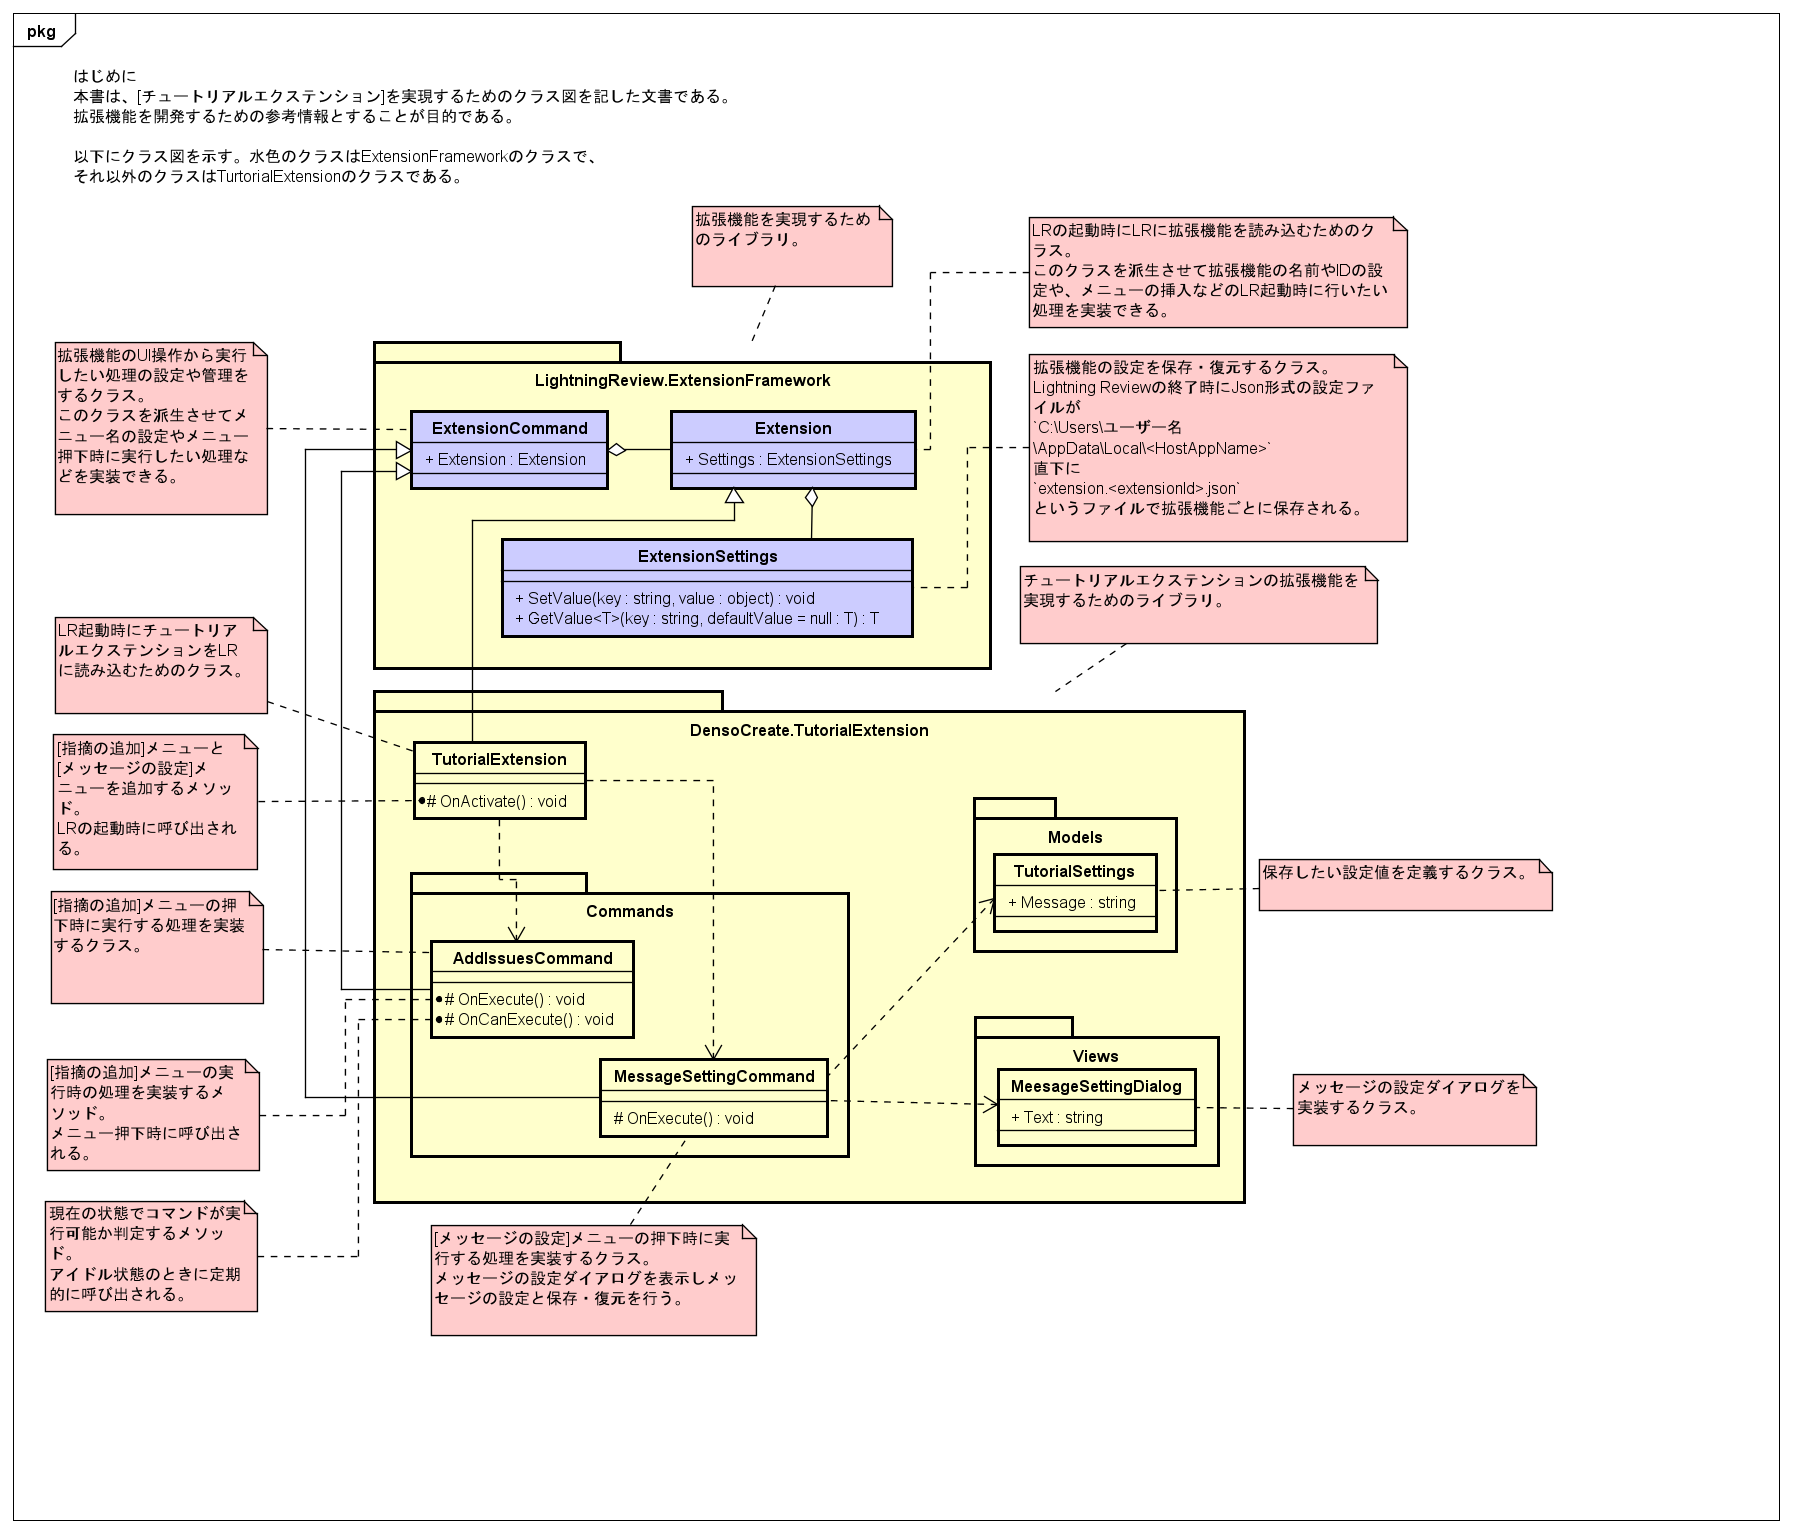 pkg
はじめに
本書は、[チュートリアルエクステンション]を実現するためのクラス図を記した文書である。
拡張機能を開発するための参考情報とすることが目的である。
以下にクラス図を示す。水色のクラスはExtensionFrameworkのクラスで、
それ以外のクラスはTurtorialExtensionのクラスである。
拡張機能を実現するため
のライブラリ。
LRの起動時にLRに拡張機能を読み込むためのク
ラス。
このクラスを派生させて拡張機能の名前やIDの設
定や、メニューの挿入などのLR起動時に行いたい
処理を実装できる。
拡張機能のUI操作から実行
したい処理の設定や管理を
するクラス。
このクラスを派生させてメ
ニュー名の設定やメニュー
押下時に実行したい処理な
どを実装できる。
拡張機能の設定を保存・復元するクラス。
Lightning Reviewの終了時にJson形式の設定ファ
イルが
`C:\Users\ユーザー名
\AppData\Local\<HostAppName>`
直下に
`extension.<extensionId>.json`
というファイルで拡張機能ごとに保存される。
LightningReview.ExtensionFramework
ExtensionCommand
+ Extension : Extension
Extension
+ Settings : ExtensionSettings
ExtensionSettings
+ SetValue(key : string, value : object) : void
+ GetValue<T>(key : string, defaultValue = null : T) : T
チュートリアルエクステンションの拡張機能を
実現するためのライブラリ。
LR起動時にチュートリア
ルエクステンションをLR
に読み込むためのクラス。
DensoCreate.TutorialExtension
TutorialExtension
# OnActivate() : void
[指摘の追加]メニューと
[メッセージの設定]メ
ニューを追加するメソッ
ド。
LRの起動時に呼び出され
る。
Models
TutorialSettings
+ Message : string
保存したい設定値を定義するクラス。
[指摘の追加]メニューの押
下時に実行する処理を実装
するクラス。
Commands
AddIssuesCommand
# OnExecute() : void
# OnCanExecute() : void
MessageSettingCommand
# OnExecute() : void
Views
MeesageSettingDialog
+ Text : string
メッセージの設定ダイアログを
実装するクラス。
[指摘の追加]メニューの実
行時の処理を実装するメ
ソッド。
メニュー押下時に呼び出さ
れる。
現在の状態でコマンドが実
行可能か判定するメソッ
ド。
アイドル状態のときに定期
的に呼び出される。
[メッセージの設定]メニューの押下時に実
行する処理を実装するクラス。
メッセージの設定ダイアログを表示しメッ
セージの設定と保存・復元を行う。